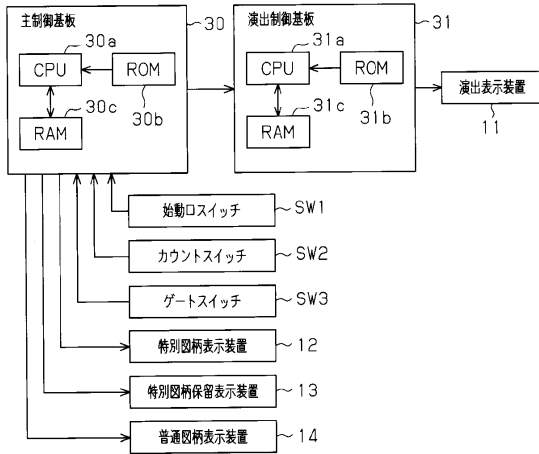 主制御基板
30
30a
CPU
ROM
30b
30c
RAM
演出制御基板
31
31a
CPU
ROM
31b
31c
RAM
演出表示装置
11
始動口スイッチ
SW1
カウントスイッチ
SW2
ゲートスイッチ
SW3
特別図柄表示装置
12
特別図柄保留表示装置
13
普通図柄表示装置
14